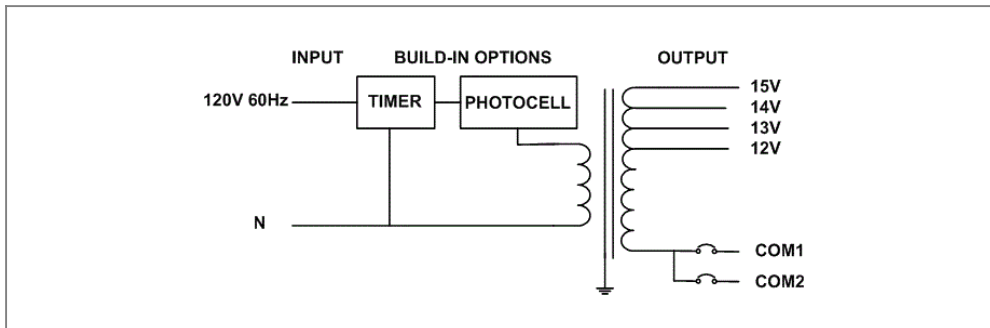 INPUT BUILD-IN OPTIONS OUTPUT
120V 60Hz TIMER PHOTOCELL 15V
14V
13V
12V
N
COM1
COM2